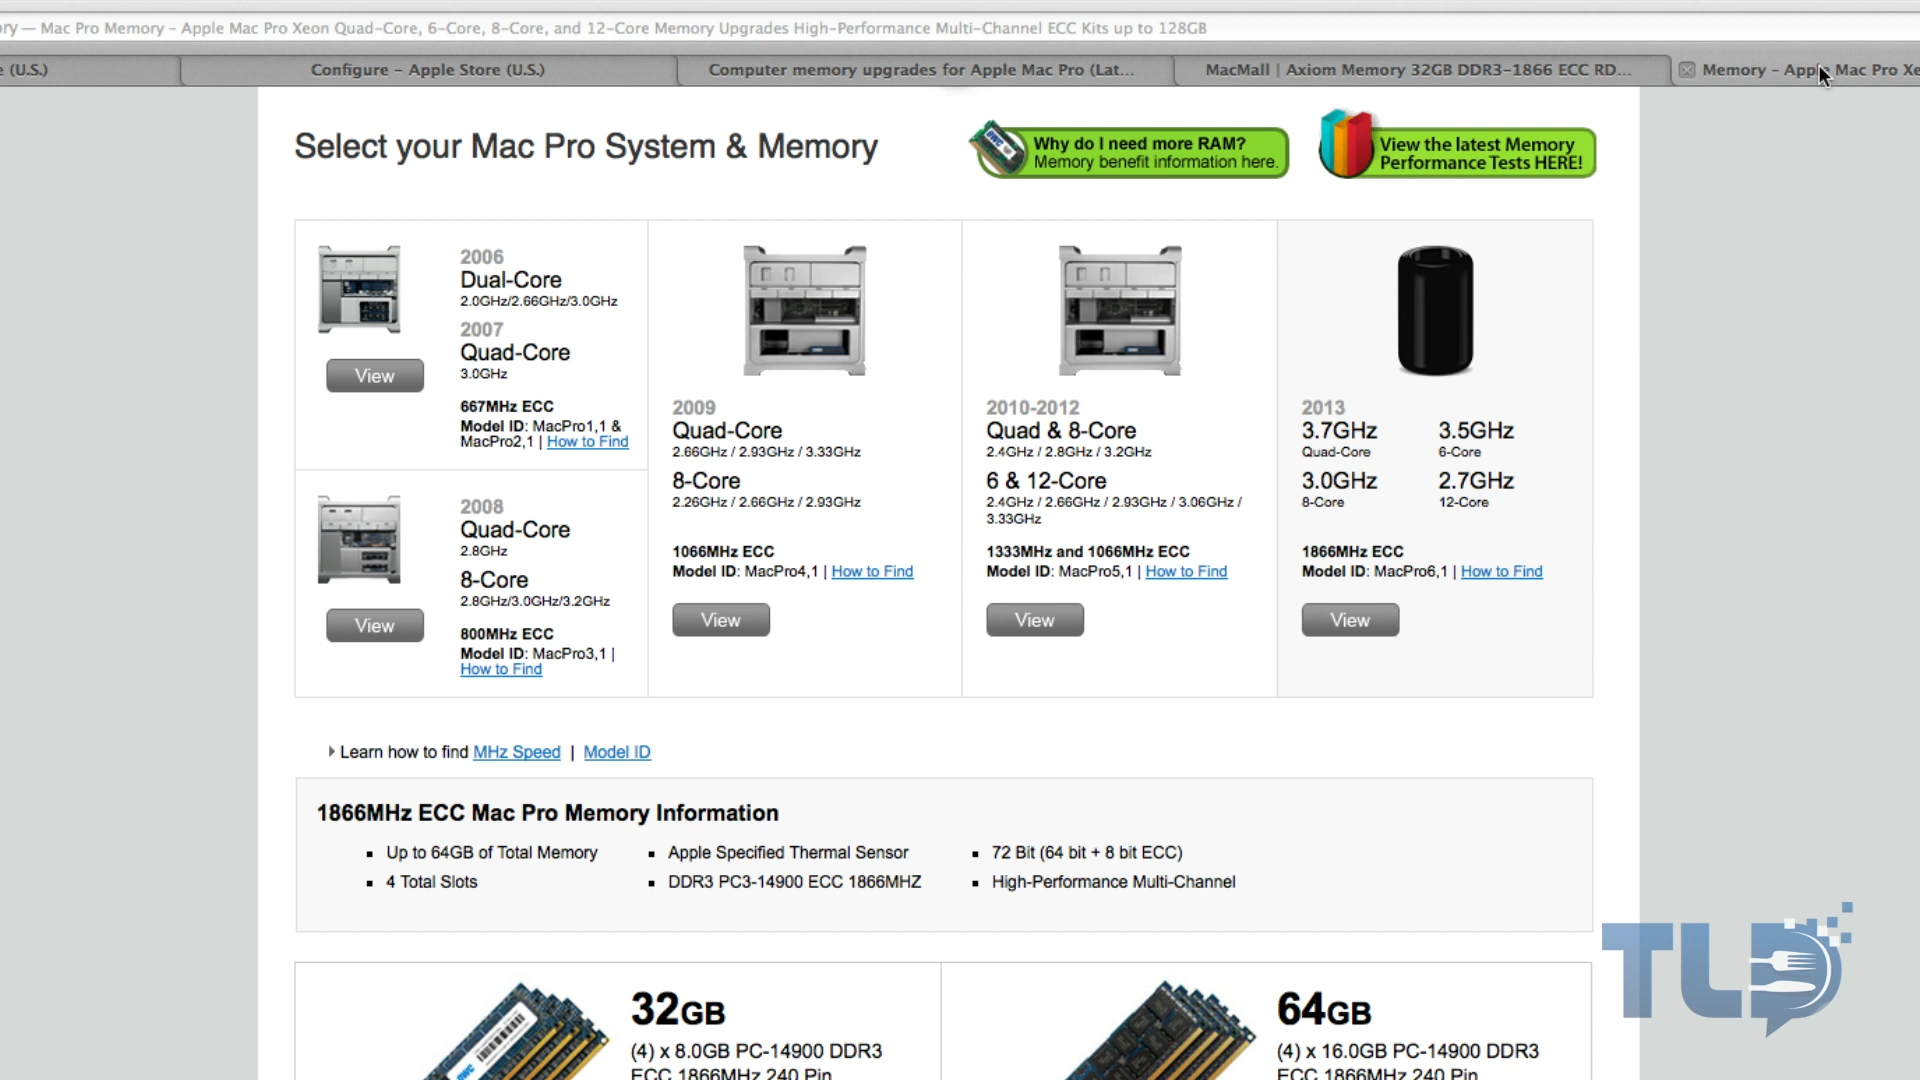 ry — Mac Pro Memory – Apple Mac Pro Xeon Quad-Core, 6-Core, 8-Core, and 12-Core Memory Upgrades High-Performance Multi-Channel ECC Kits up to 128GB
e (U.S.)
Configure – Apple Store (U.S.)
Computer memory upgrades for Apple Mac Pro (Lat...
MacMall | Axiom Memory 32GB DDR3-1866 ECC RD...
Memory – Apple Mac Pro Xe
Select your Mac Pro System & Memory
Why do I need more RAM?
Memory benefit information here.
View the latest Memory
Performance Tests HERE!
2006
Dual-Core
2.0GHz/2.66GHz/3.0GHz
2007
Quad-Core
3.0GHz
View
667MHz ECC
Model ID: MacPro1,1 &
MacPro2,1 | How to Find
2008
Quad-Core
2.8GHz
8-Core
2.8GHz/3.0GHz/3.2GHz
View
800MHz ECC
Model ID: MacPro3,1 |
How to Find
2009
Quad-Core
2.66GHz / 2.93GHz / 3.33GHz
8-Core
2.26GHz / 2.66GHz / 2.93GHz
1066MHz ECC
Model ID: MacPro4,1 | How to Find
View
2010-2012
Quad & 8-Core
2.4GHz / 2.8GHz / 3.2GHz
6 & 12-Core
2.4GHz / 2.66GHz / 2.93GHz / 3.06GHz /
3.33GHz
1333MHz and 1066MHz ECC
Model ID: MacPro5,1 | How to Find
View
2013
3.7GHz 3.5GHz
Quad-Core 6-Core
3.0GHz 2.7GHz
8-Core 12-Core
1866MHz ECC
Model ID: MacPro6,1 | How to Find
View
Learn how to find MHz Speed | Model ID
1866MHz ECC Mac Pro Memory Information
Up to 64GB of Total Memory
4 Total Slots
Apple Specified Thermal Sensor
DDR3 PC3-14900 ECC 1866MHZ
72 Bit (64 bit + 8 bit ECC)
High-Performance Multi-Channel
OWC
32GB
(4) x 8.0GB PC-14900 DDR3
ECC 1866MHz 240 Pin
64GB
(4) x 16.0GB PC-14900 DDR3
ECC 1866MHz 240 Pin
TLD